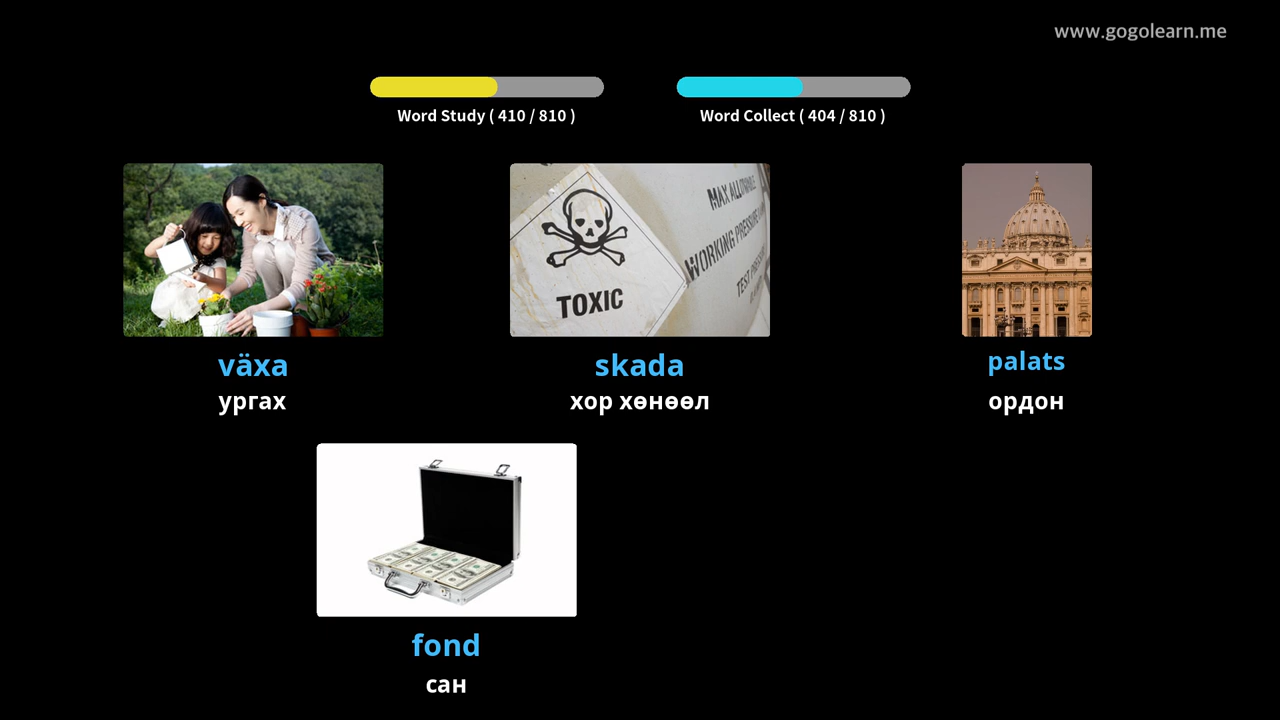 www.gogolearn.me
Word Study ( 410 / 810 )
Word Collect ( 404 / 810 )
MAX ALLOWABLE
WORKING PRESSURE
TEST
TOXIC
växa
ургах
skada
хор хөнөөл
palats
ордон
fond
сан